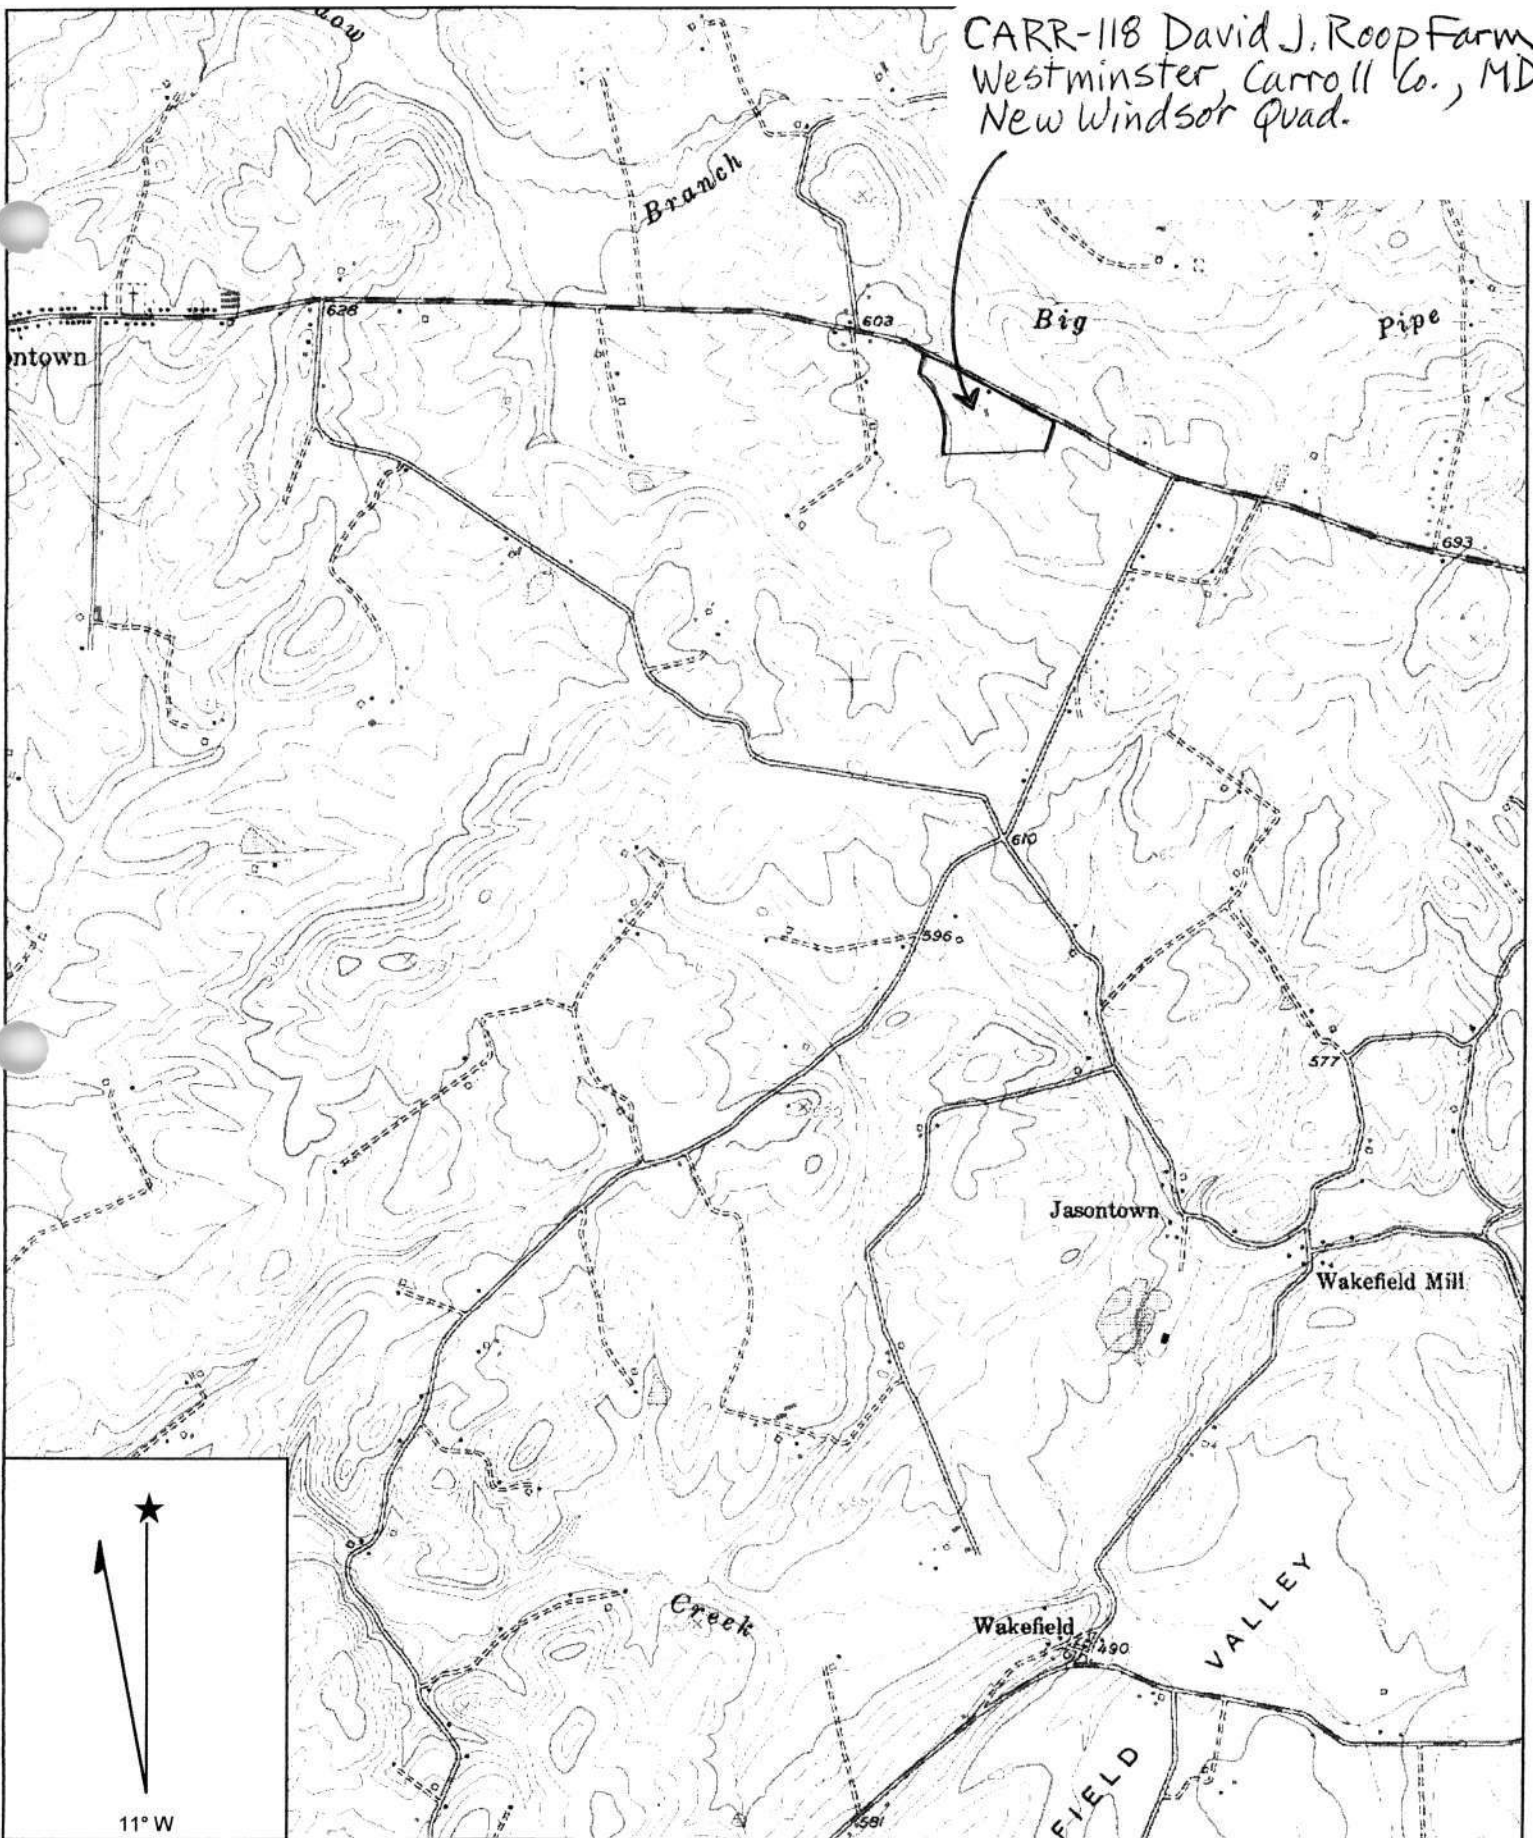 CARR-118 David J. Roop Farm
Westminster, Carroll Co., MD
New Windsor Quad.
Branch
628
603
Big
Pipe
ntown
693
610
596
577
Jasontown
Wakefield Mill
Creek
Wakefield
490
VALLEY
FIELD
581
11° W